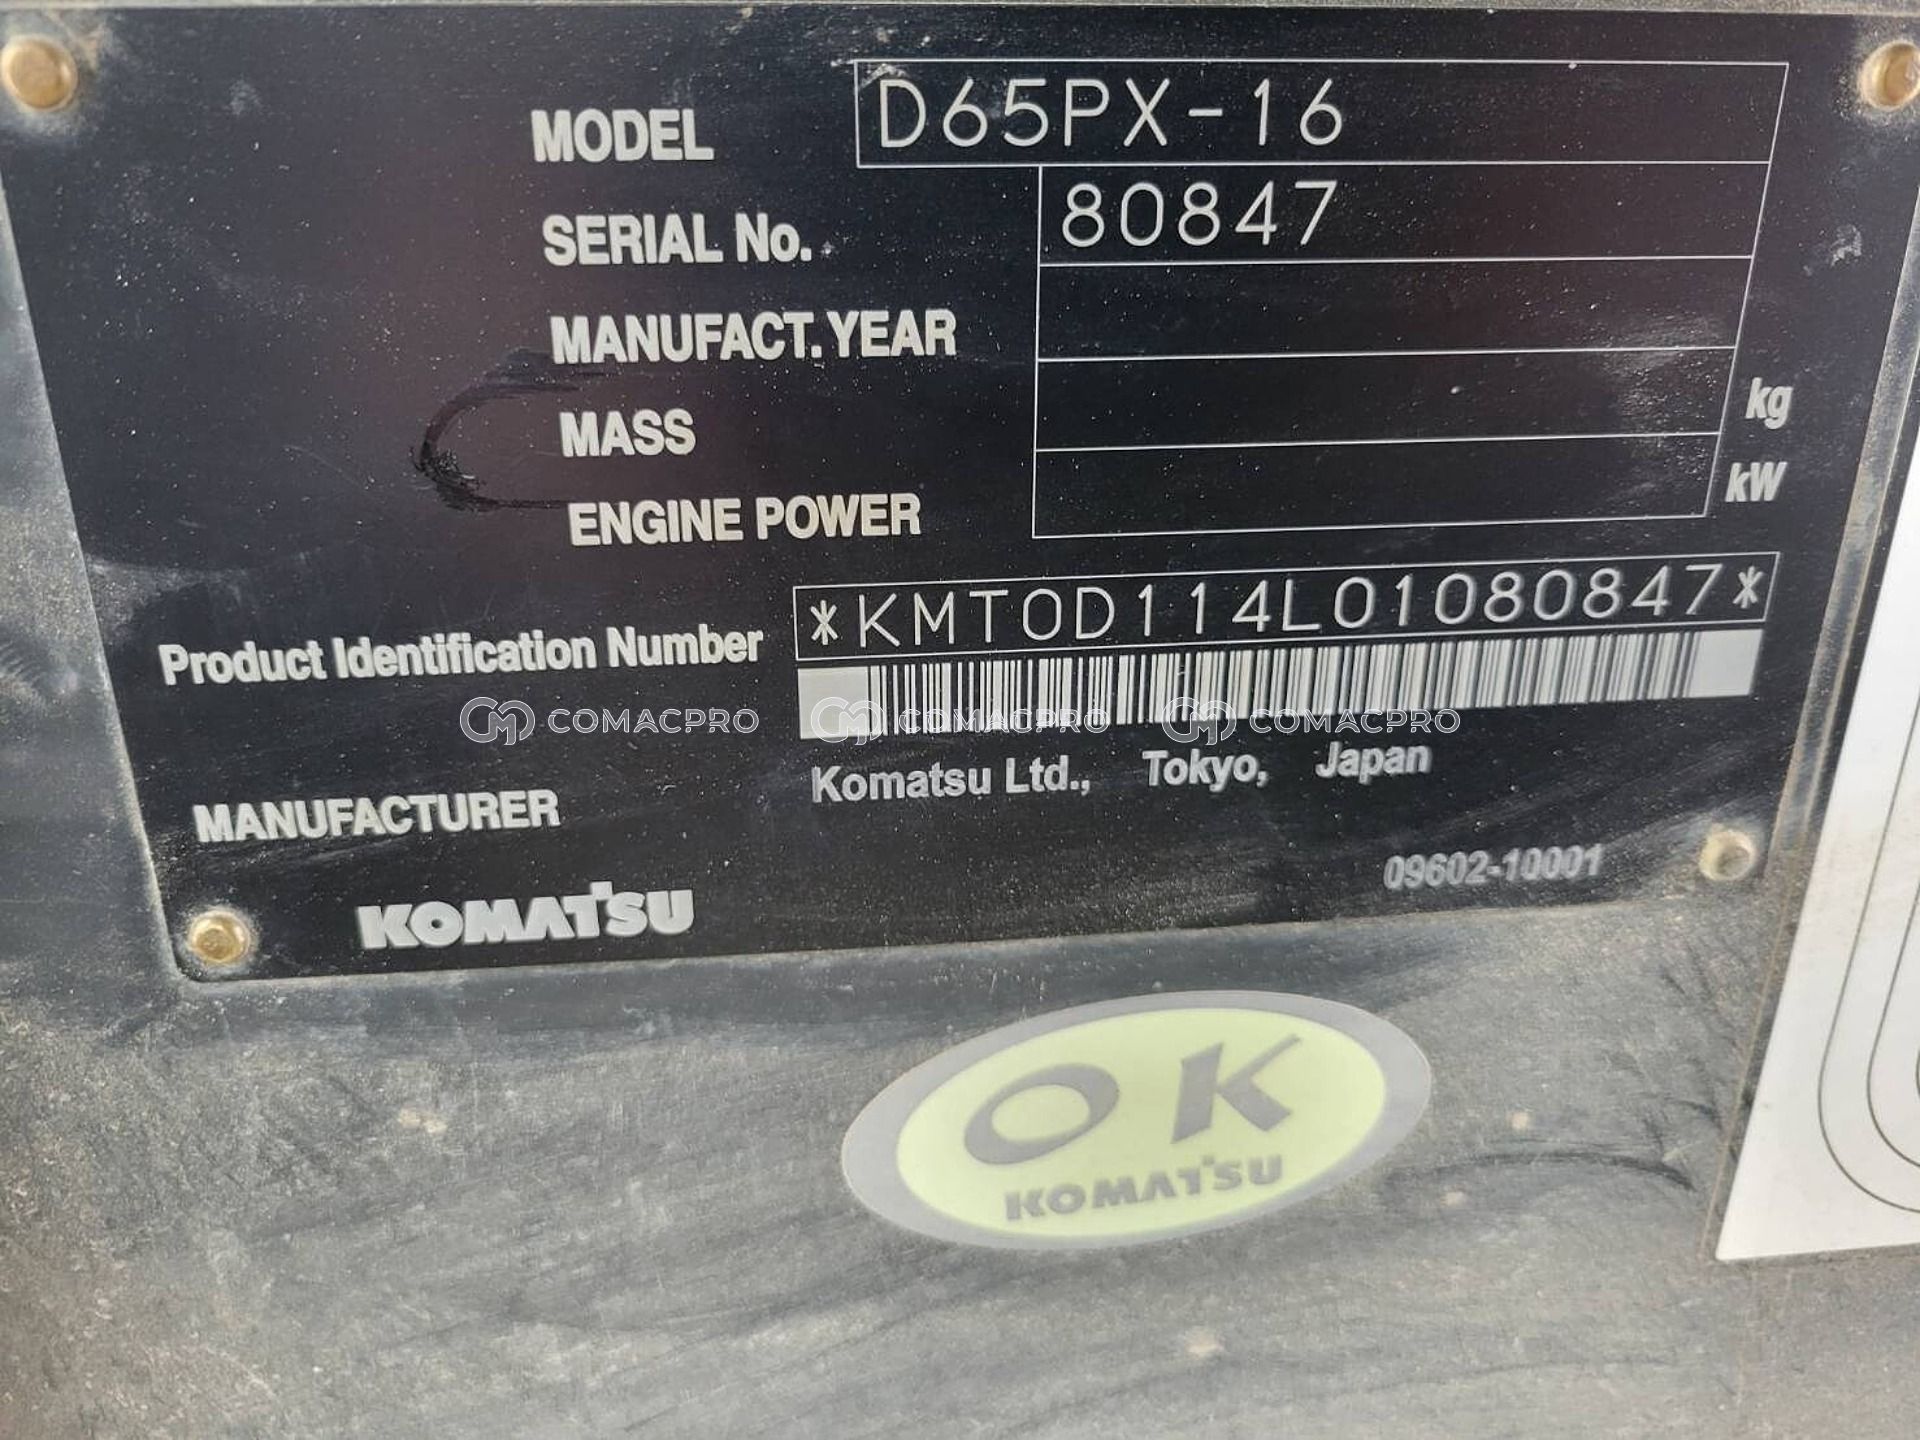 MODEL D65PX-16
SERIAL No. 80847
MANUFACT. YEAR
MASS kg
ENGINE POWER kW
Product Identification Number *KMT0D114L01080847*
COMACPRO COMACPRO COMACPRO
MANUFACTURER Komatsu Ltd., Tokyo, Japan
09602-10001
KOMATSU
OK
KOMATSU